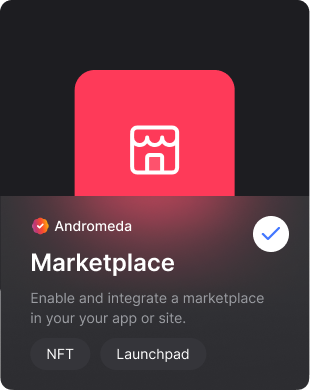 Andromeda
Marketplace
Enable and integrate a marketplace
in your your app or site.
NFT
Launchpad